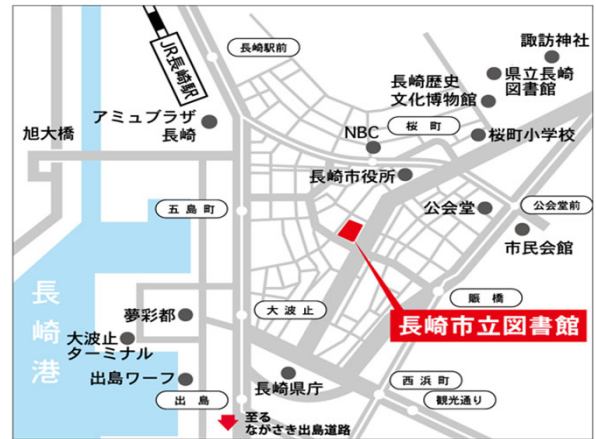 諏訪神社
長崎駅前
JR長崎駅
県立長崎
図書館
長崎歴史
文化博物館
アミュプラザ
長崎
桜町
旭大橋
NBC
桜町小学校
長崎市役所
五島町
公会堂
公会堂前
市民会館
長崎港
夢彩都
大波止
賑橋
長崎市立図書館
大波止
ターミナル
出島ワーフ
長崎県庁
西浜町
出島
観光通り
至る
ながさき出島道路